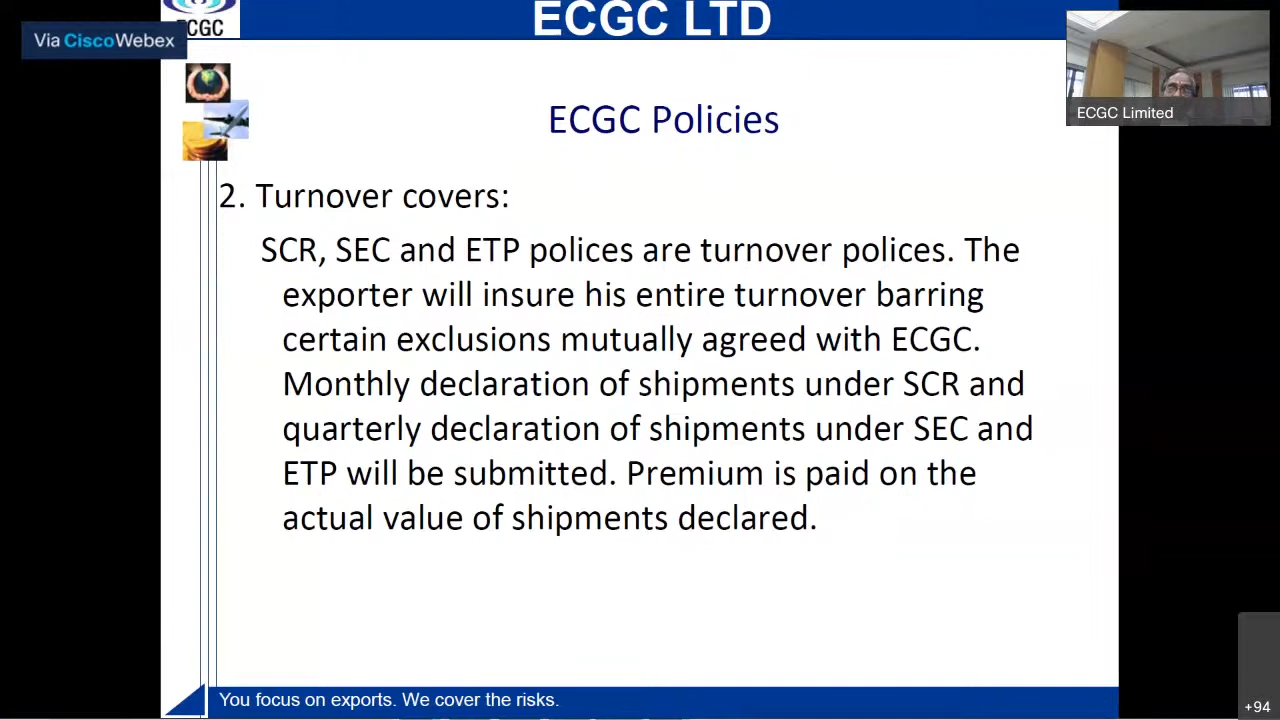 ECGC LTD
ECGC
Via Cisco Webex
ECGC Limited
ECGC Policies
2. Turnover covers:
SCR, SEC and ETP polices are turnover polices. The
exporter will insure his entire turnover barring
certain exclusions mutually agreed with ECGC.
Monthly declaration of shipments under SCR and
quarterly declaration of shipments under SEC and
ETP will be submitted. Premium is paid on the
actual value of shipments declared.
You focus on exports. We cover the risks.
+94